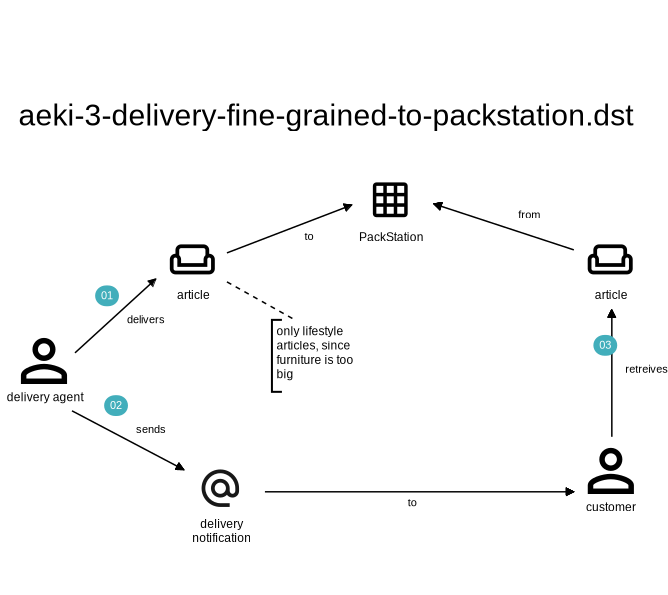 aeki-3-delivery-fine-grained-to-packstation.dst
from
to
PackStation
article
article
01
delivers
only lifestyle
articles, since
furniture is too
big
03
retreives
delivery agent
02
sends
to
customer
delivery
notification